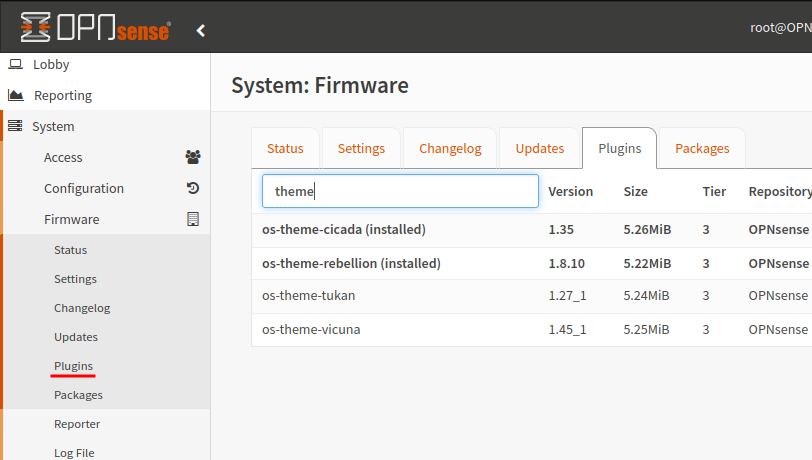 OPNsense
root@OPN
Lobby
Reporting
System
Access
Configuration
Firmware
Status
Settings
Changelog
Updates
Plugins
Packages
Reporter
Log File
System: Firmware
Status Settings Changelog Updates Plugins Packages
theme Version Size Tier Repository
os-theme-cicada (installed) 1.35 5.26MiB 3 OPNsense
os-theme-rebellion (installed) 1.8.10 5.22MiB 3 OPNsense
os-theme-tukan 1.27_1 5.24MiB 3 OPNsense
os-theme-vicuna 1.45_1 5.25MiB 3 OPNsense